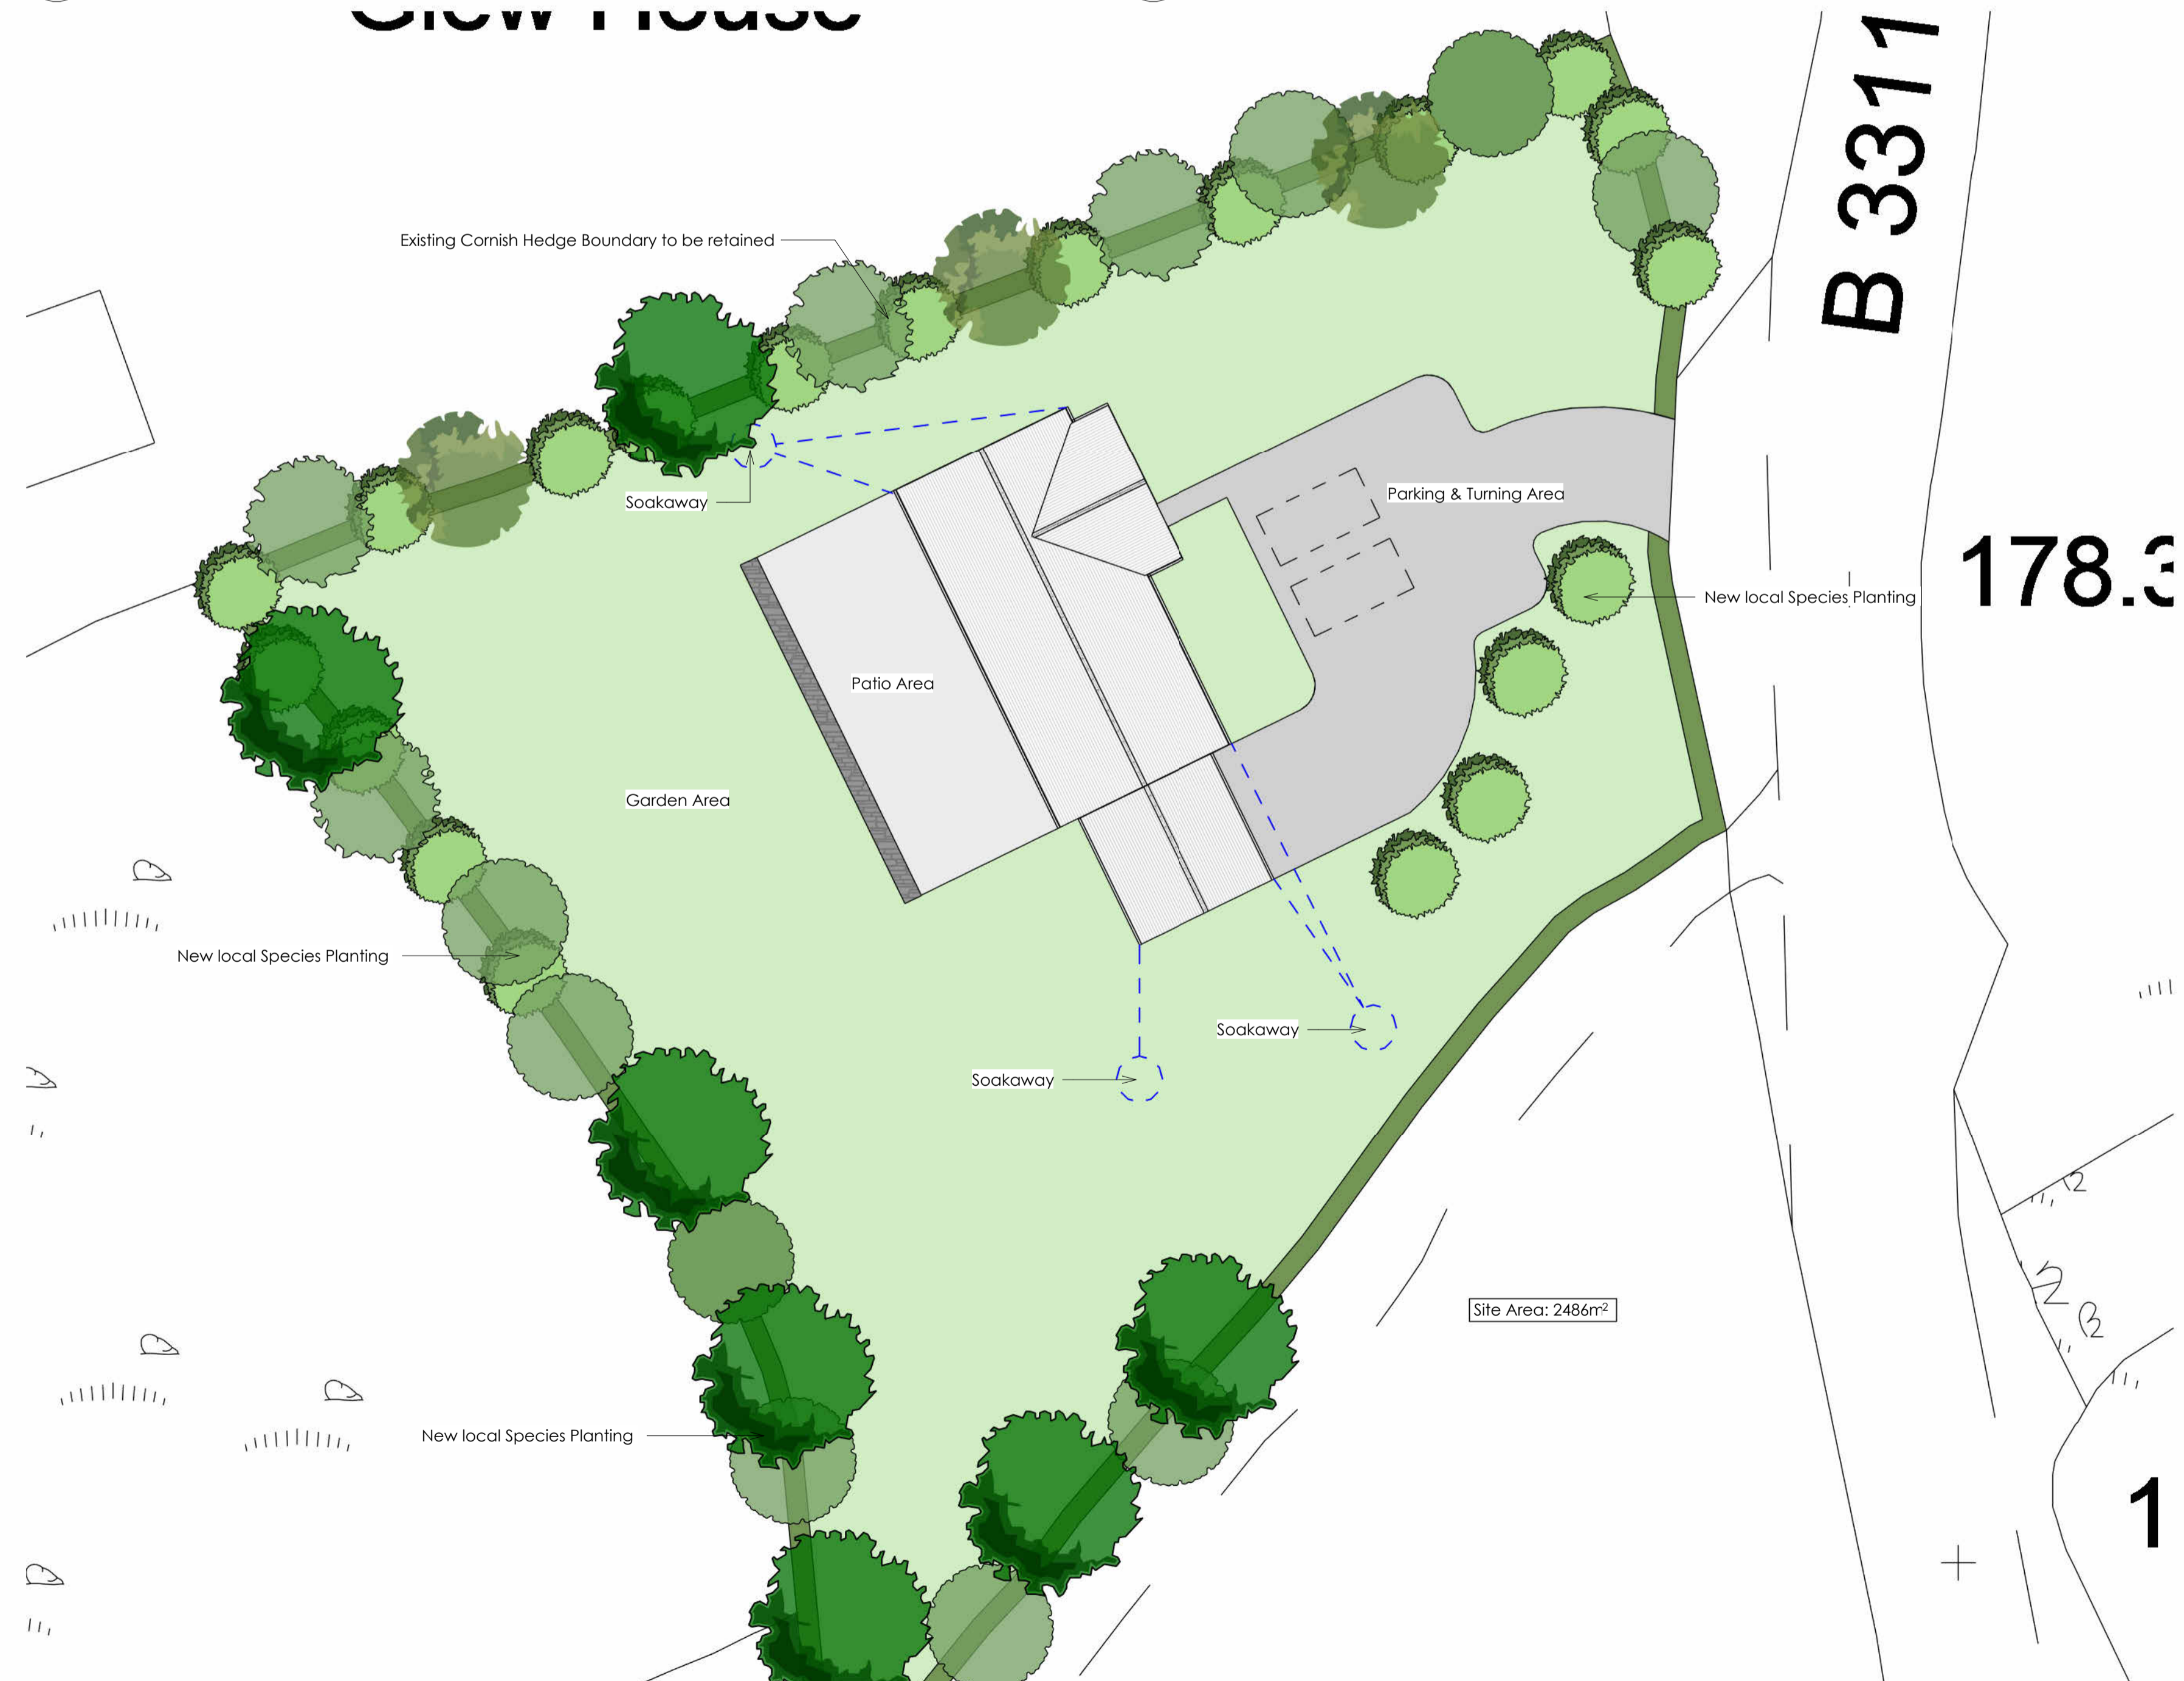 House
B 3311
Existing Cornish Hedge Boundary to be retained
Soakaway
Parking & Turning Area
178.3
New local Species Planting
Patio Area
Garden Area
New local Species Planting
Soakaway
Soakaway
Site Area: 2486m²
New local Species Planting
1